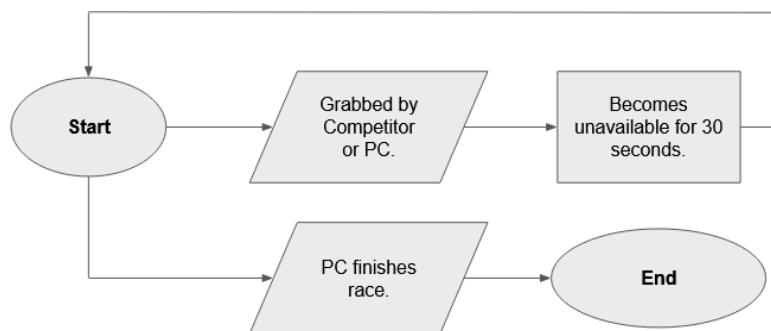 Start
Grabbed by
Competitor
or PC.
Becomes
unavailable for 30
seconds.
PC finishes
race.
End